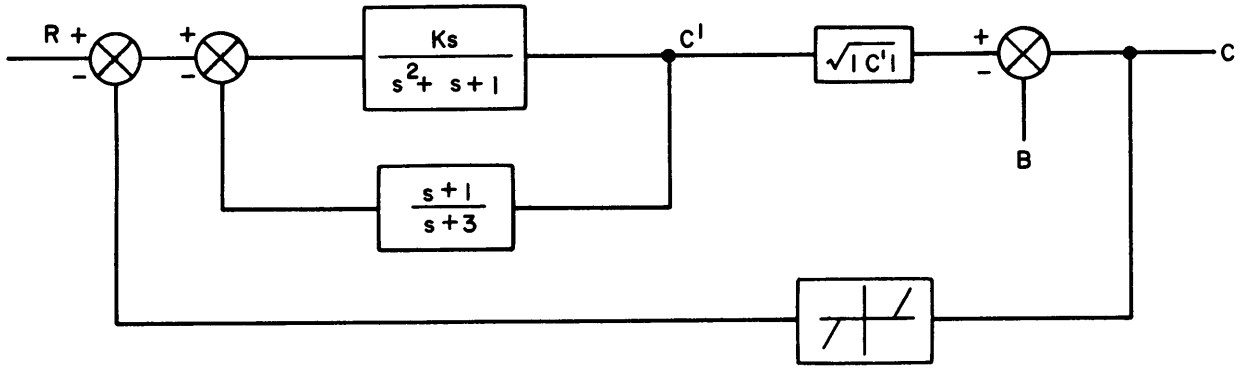 R + - + -
Ks
s² + s + 1
C'
√|C'|
+ -
B
C
s + 1
s + 3